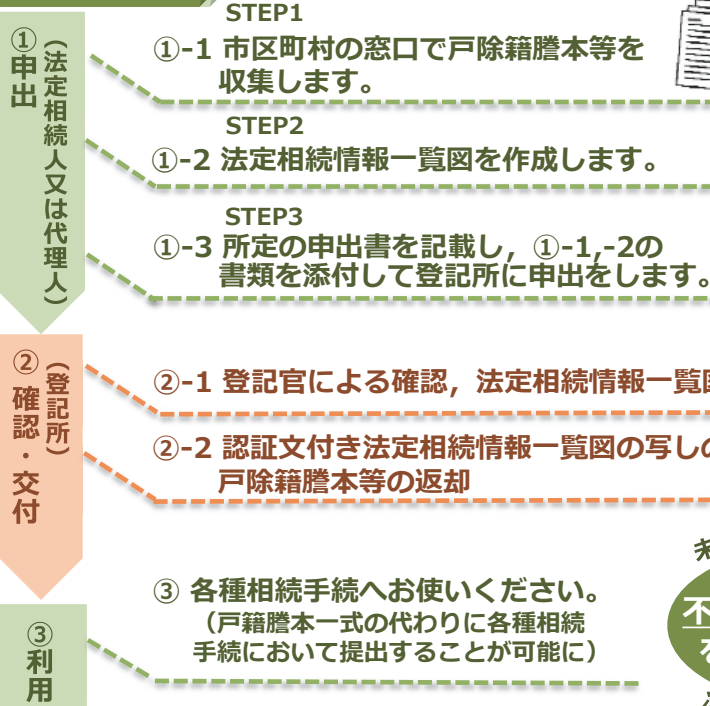 ①申出
（法定相続人又は代理人）
STEP1
①-1 市区町村の窓口で戸除籍謄本等を
収集します。
STEP2
①-2 法定相続情報一覧図を作成します。
STEP3
①-3 所定の申出書を記載し，①-1,-2の
書類を添付して登記所に申出をします。
②確認・交付
（登記所）
②-1 登記官による確認，法定相続情報一覧
②-2 認証文付き法定相続情報一覧図の写しの
戸除籍謄本等の返却
③利用
③ 各種相続手続へお使いください。
（戸籍謄本一式の代わりに各種相続
手続において提出することが可能に）
不